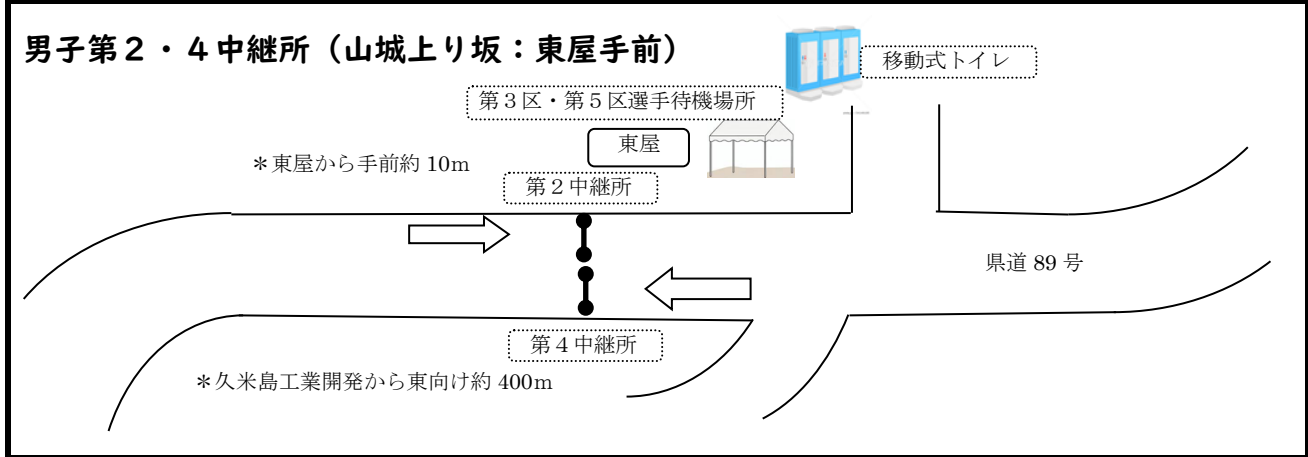 男子第２・４中継所（山城上り坂：東屋手前）
移動式トイレ
第３区・第５区選手待機場所
東屋
＊東屋から手前約 10m
第２中継所
県道 89 号
第４中継所
＊久米島工業開発から東向け約 400m